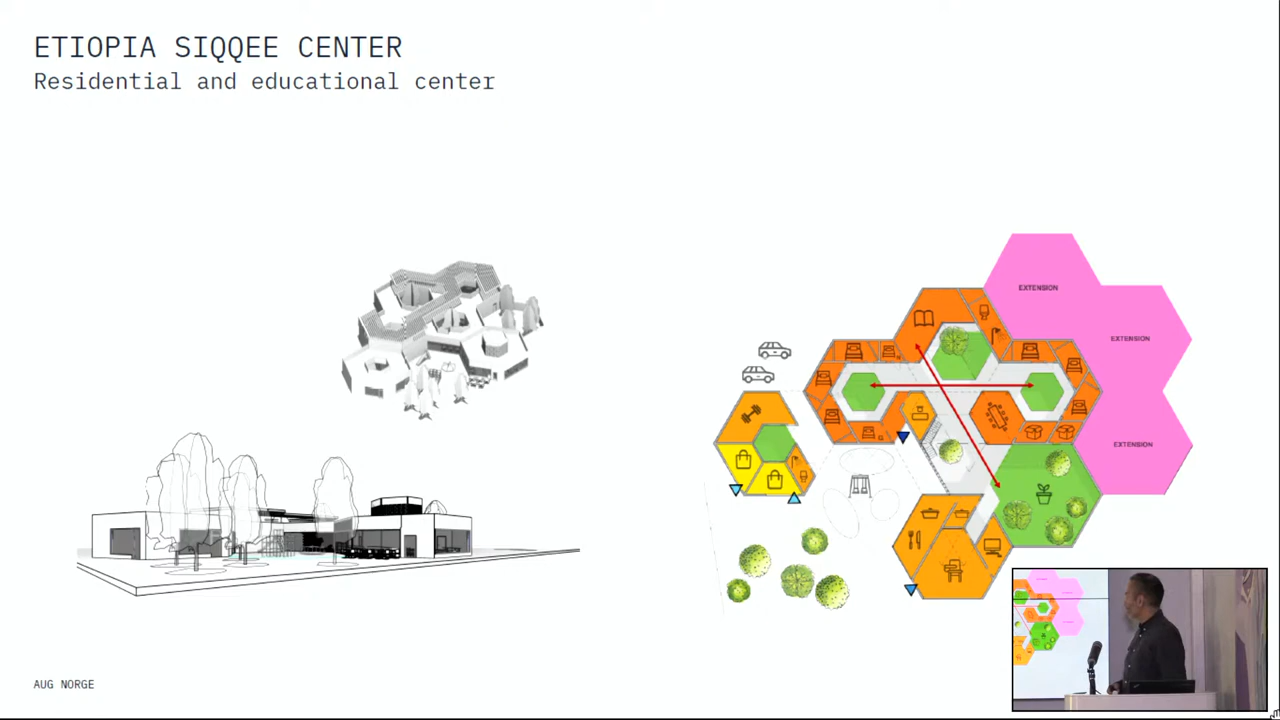 ETIOPIA SIQQEE CENTER
Residential and educational center
EXTENSION
EXTENSION
EXTENSION
AUG NORGE